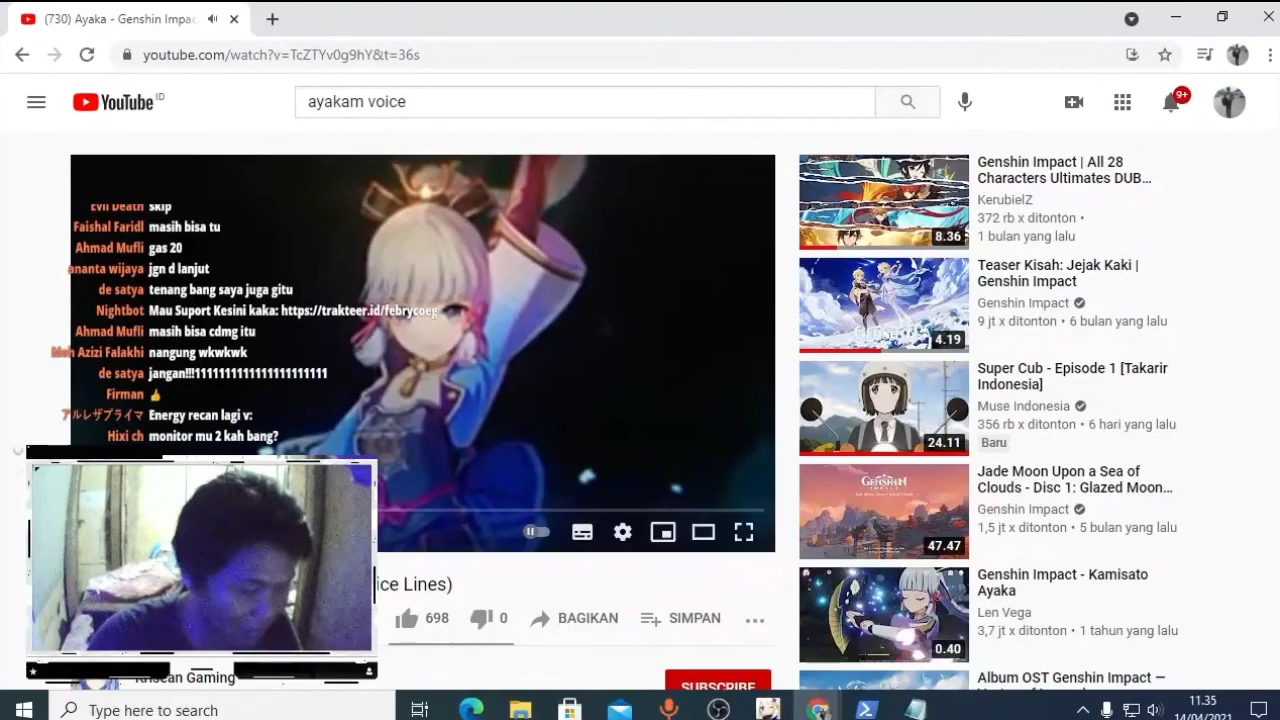 (730) Ayaka - Genshin Impac
youtube.com/watch?v=TcZTYv0g9hY&t=36s
YouTube ID
ayakam voice
9+
Evil Death skip
Faishal Faridl masih bisa tu
Ahmad Mufli gas 20
ananta wijaya jgn d lanjut
de satya tenang bang saya juga gitu
Nightbot Mau Suport Kesini kaka: https://trakteer.id/febrycoeg
Ahmad Mufli masih bisa cdmg itu
Moh Azizi Falakhi nangung wkwkwk
de satya jangan!!!1111111111111111111111
Firman 👍
アルレザプライマ Energy recan lagi v:
Hixi ch monitor mu 2 kah bang?
ice Lines)
698
0
BAGIKAN
SIMPAN
Kriscan Gaming
SUBSCRIBE
Genshin Impact | All 28
Characters Ultimates DUB…
KerubielZ
372 rb x ditonton •
1 bulan yang lalu
8.36
Teaser Kisah: Jejak Kaki |
Genshin Impact
Genshin Impact
9 jt x ditonton • 6 bulan yang lalu
4.19
Super Cub - Episode 1 [Takarir
Indonesia]
Muse Indonesia
356 rb x ditonton • 6 hari yang lalu
Baru
24.11
Jade Moon Upon a Sea of
Clouds - Disc 1: Glazed Moon…
Genshin Impact
1,5 jt x ditonton • 5 bulan yang lalu
GENSHIN
47.47
Genshin Impact - Kamisato
Ayaka
Len Vega
3,7 jt x ditonton • 1 tahun yang lalu
0.40
Album OST Genshin Impact —
Type here to search
11.35
14/04/2021